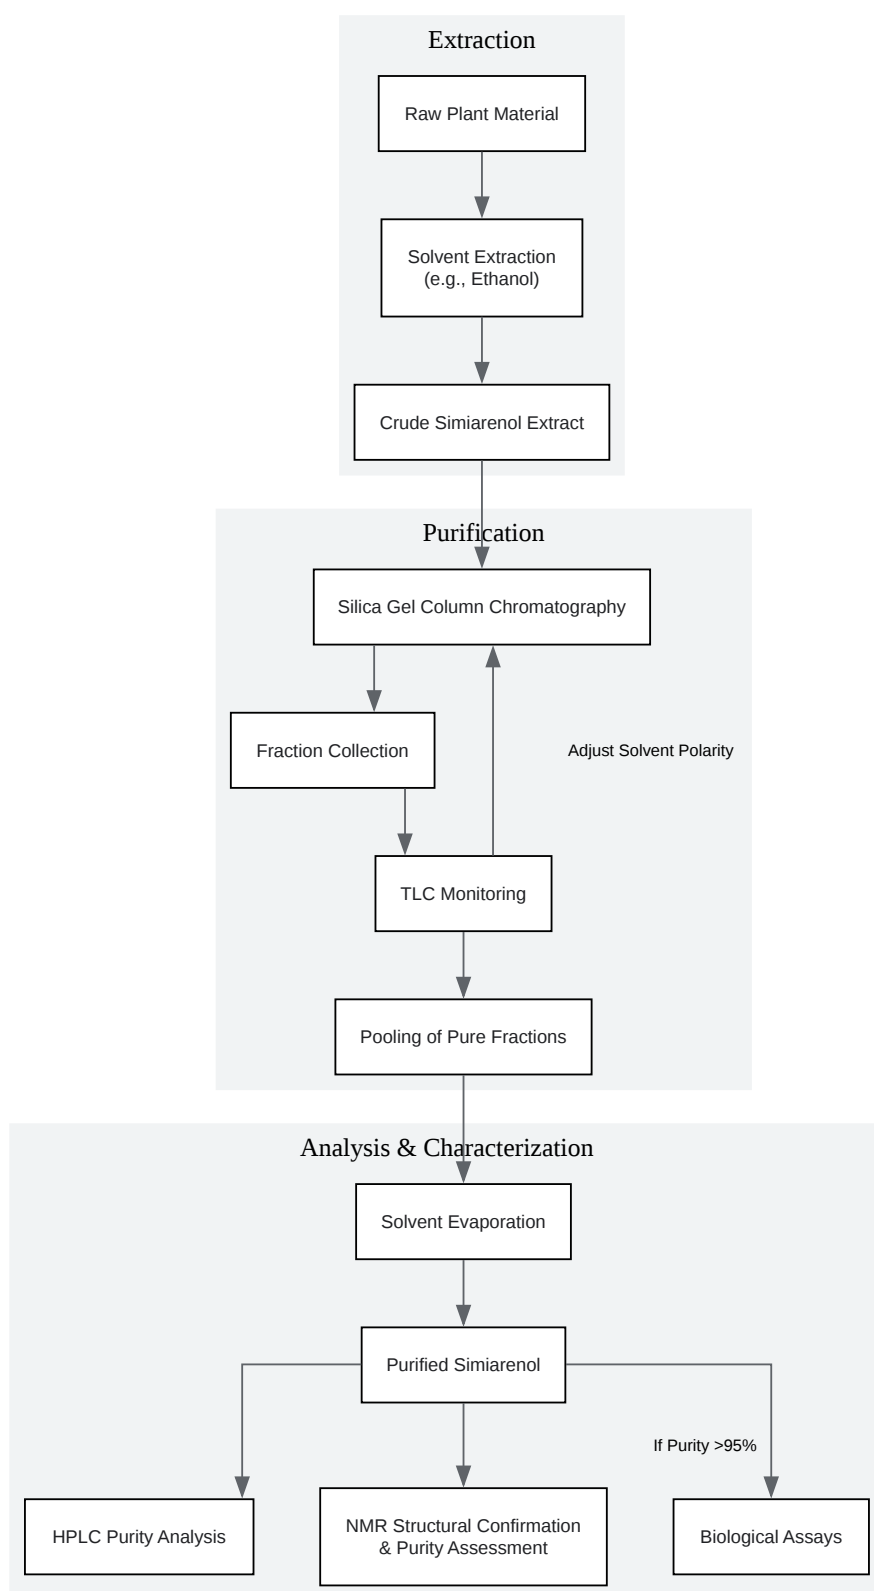 Extraction
Raw Plant Material
Solvent Extraction
(e.g., Ethanol)
Crude Simiarenol Extract
Purification
Silica Gel Column Chromatography
Fraction Collection
Adjust Solvent Polarity
TLC Monitoring
Pooling of Pure Fractions
Analysis & Characterization
Solvent Evaporation
Purified Simiarenol
If Purity >95%
HPLC Purity Analysis
NMR Structural Confirmation
& Purity Assessment
Biological Assays